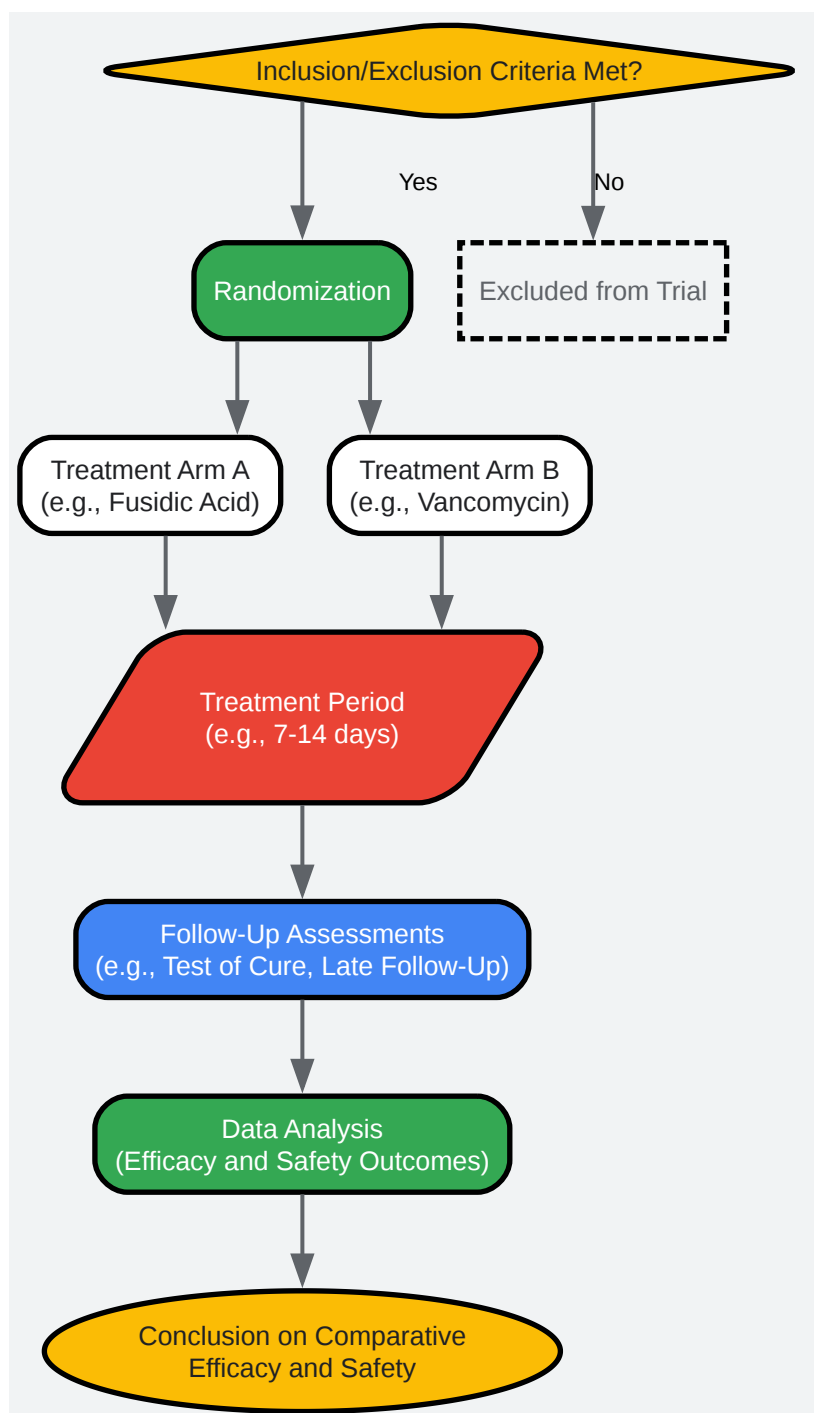 Inclusion/Exclusion Criteria Met?
Yes
No
Randomization
Excluded from Trial
Treatment Arm A
(e.g., Fusidic Acid)
Treatment Arm B
(e.g., Vancomycin)
Treatment Period
(e.g., 7-14 days)
Follow-Up Assessments
(e.g., Test of Cure, Late Follow-Up)
Data Analysis
(Efficacy and Safety Outcomes)
Conclusion on Comparative
Efficacy and Safety